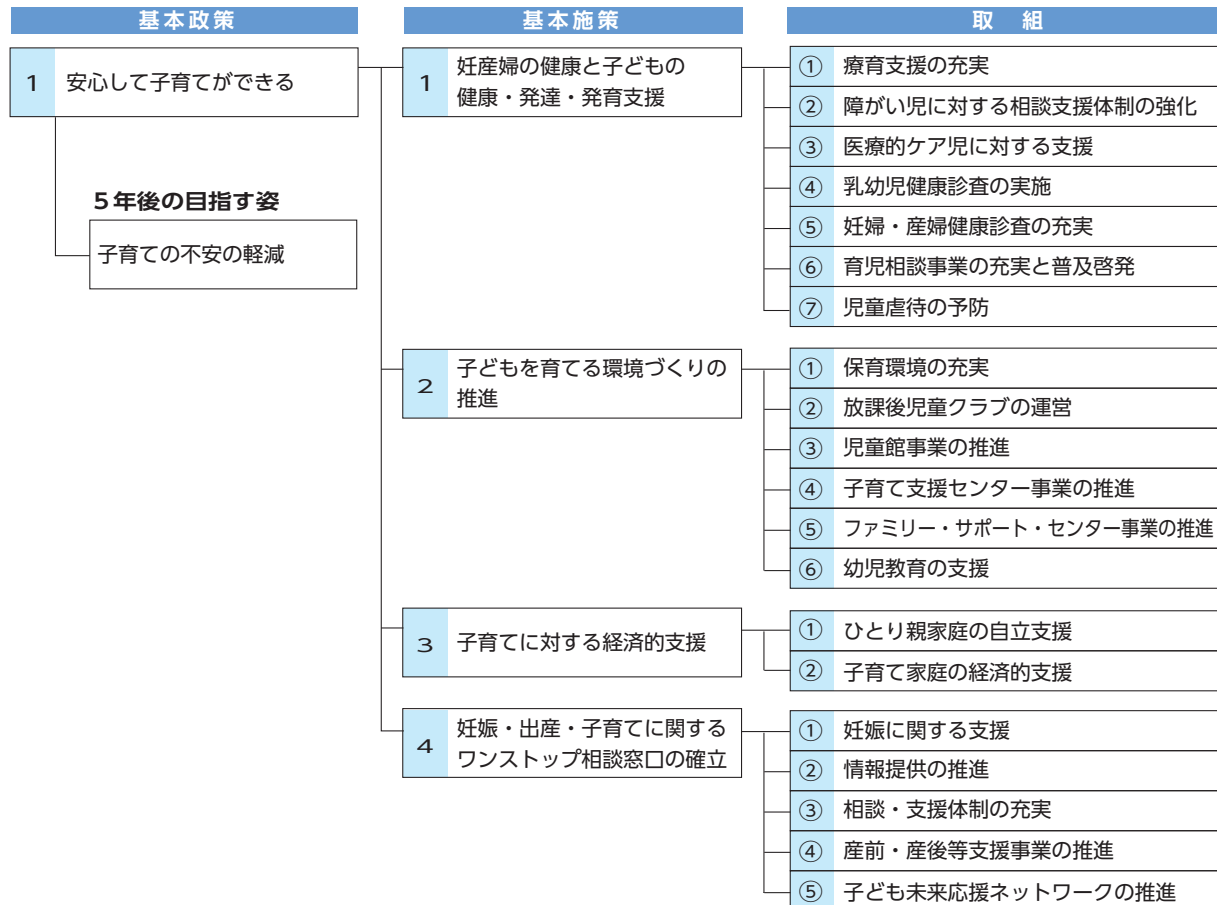 基本政策
基本施策
取 組
1 安心して子育てができる
5年後の目指す姿
子育ての不安の軽減
1 妊産婦の健康と子どもの
健康・発達・発育支援
① 療育支援の充実
② 障がい児に対する相談支援体制の強化
③ 医療的ケア児に対する支援
④ 乳幼児健康診査の実施
⑤ 妊婦・産婦健康診査の充実
⑥ 育児相談事業の充実と普及啓発
⑦ 児童虐待の予防
2 子どもを育てる環境づくりの
推進
① 保育環境の充実
② 放課後児童クラブの運営
③ 児童館事業の推進
④ 子育て支援センター事業の推進
⑤ ファミリー・サポート・センター事業の推進
⑥ 幼児教育の支援
3 子育てに対する経済的支援
① ひとり親家庭の自立支援
② 子育て家庭の経済的支援
4 妊娠・出産・子育てに関する
ワンストップ相談窓口の確立
① 妊娠に関する支援
② 情報提供の推進
③ 相談・支援体制の充実
④ 産前・産後等支援事業の推進
⑤ 子ども未来応援ネットワークの推進